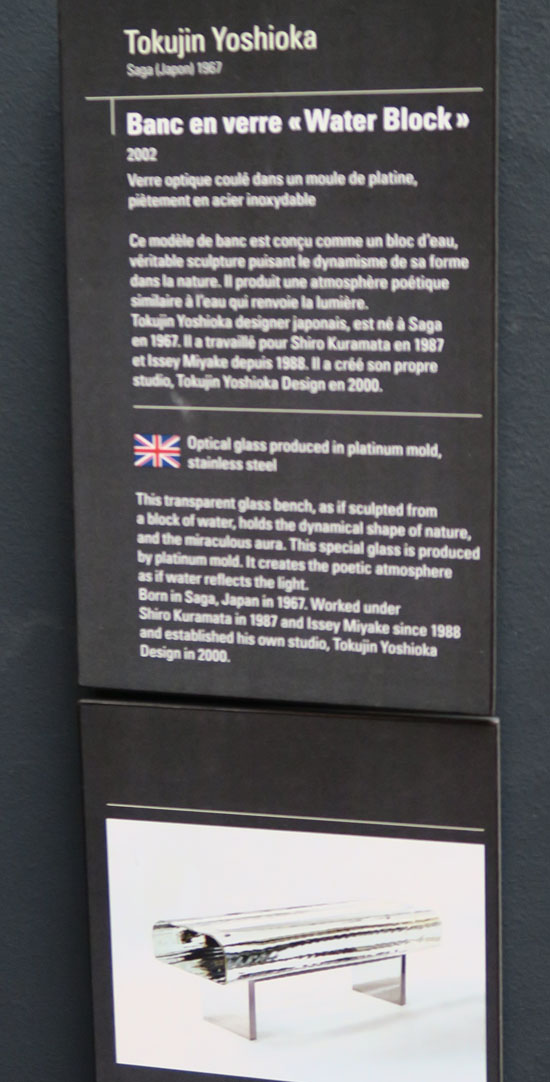 Tokujin Yoshioka
Saga (Japon) 1967
Banc en verre « Water Block »
2002
Verre optique coulé dans un moule de platine,
piètement en acier inoxydable
Ce modèle de banc est conçu comme un bloc d'eau,
véritable sculpture puisant le dynamisme de sa forme
dans la nature. Il produit une atmosphère poétique
similaire à l'eau qui renvoie la lumière.
Tokujin Yoshioka designer japonais, est né à Saga
en 1967. Il a travaillé pour Shiro Kuramata en 1987
et Issey Miyake depuis 1988. Il a créé son propre
studio, Tokujin Yoshioka Design en 2000.
Optical glass produced in platinum mold,
stainless steel
This transparent glass bench, as if sculpted from
a block of water, holds the dynamical shape of nature,
and the miraculous aura. This special glass is produced
by platinum mold. It creates the poetic atmosphere
as if water reflects the light.
Born in Saga, Japan in 1967. Worked under
Shiro Kuramata in 1987 and Issey Miyake since 1988
and established his own studio, Tokujin Yoshioka
Design in 2000.